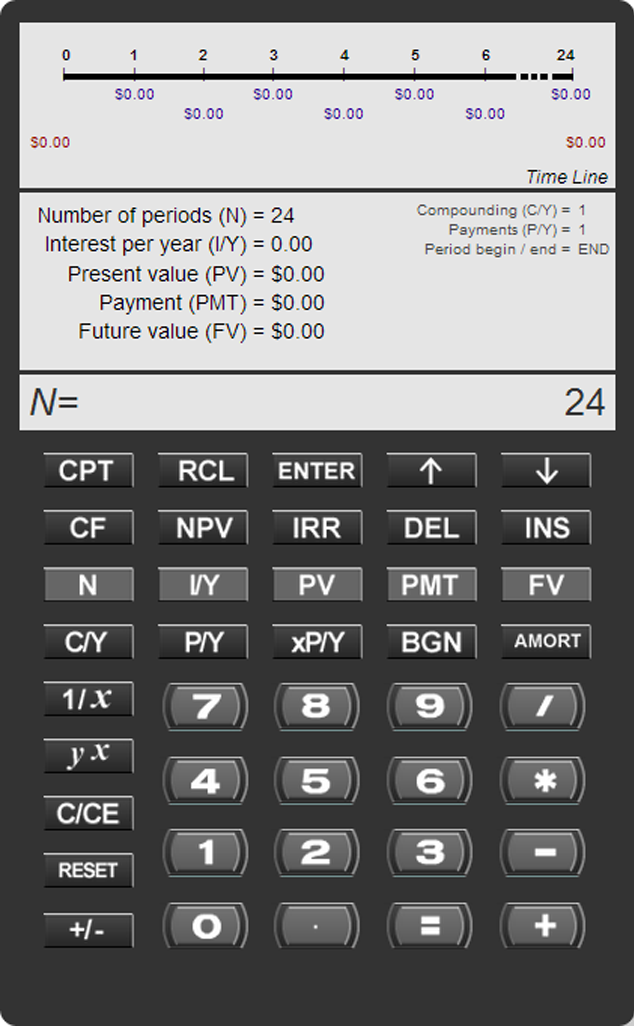 0 1 2 3 4 5 6 24
$0.00 $0.00 $0.00 $0.00
$0.00 $0.00 $0.00
$0.00 $0.00
Time Line
Number of periods (N) = 24
Compounding (C/Y) = 1
Interest per year (I/Y) = 0.00
Payments (P/Y) = 1
Period begin / end = END
Present value (PV) = $0.00
Payment (PMT) = $0.00
Future value (FV) = $0.00
N= 24
CPT RCL ENTER ↑ ↓
CF NPV IRR DEL INS
N I/Y PV PMT FV
C/Y P/Y xP/Y BGN AMORT
1/x 7 8 9 /
y x
4 5 6 *
C/CE
1 2 3 -
RESET
+/- 0 . = +